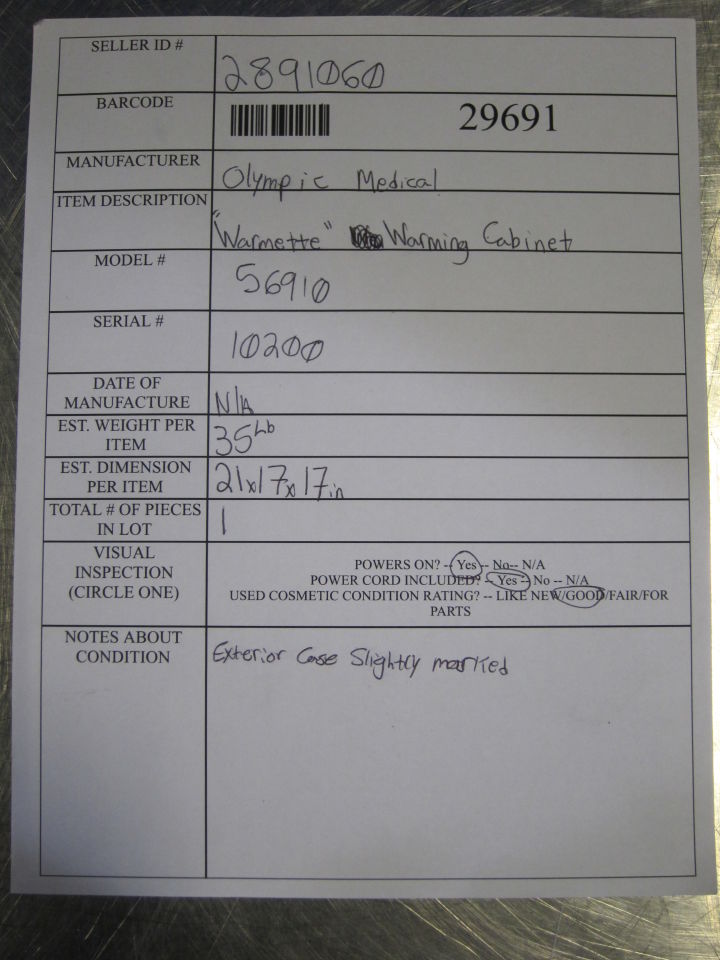 SELLER ID #
2891060
BARCODE
29691
MANUFACTURER
Olympic Medical
ITEM DESCRIPTION
"Warmette" Warming Cabinet
MODEL #
56910
SERIAL #
10200
DATE OF
MANUFACTURE
N/A
EST. WEIGHT PER
ITEM
35Lb
EST. DIMENSION
PER ITEM
21x17x17in
TOTAL # OF PIECES
IN LOT
1
VISUAL
INSPECTION
(CIRCLE ONE)
POWERS ON? -- Yes -- No-- N/A
POWER CORD INCLUDED? -- Yes -- No -- N/A
USED COSMETIC CONDITION RATING? -- LIKE NEW/GOOD/FAIR/FOR
PARTS
NOTES ABOUT
CONDITION
Exterior Case Slightly marked